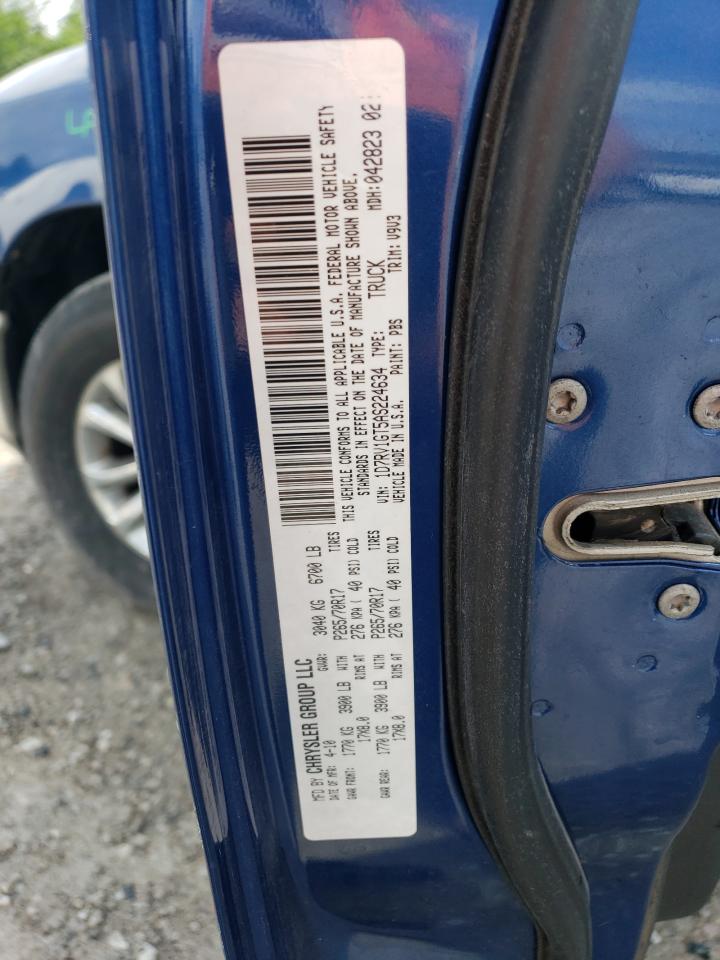 MFD BY CHRYSLER GROUP LLC
DATE OF MFR: 4-10 GVWR: 3040 KG 6700 LB
GAWR FRONT: 1770 KG 3900 LB WITH P265/70R17 TIRES
17X8.0 RIMS AT 276 KPA ( 40 PSI) COLD
GAWR REAR: 1770 KG 3900 LB WITH P265/70R17 TIRES
17X8.0 RIMS AT 276 KPA ( 40 PSI) COLD
THIS VEHICLE CONFORMS TO ALL APPLICABLE U.S.A. FEDERAL MOTOR VEHICLE SAFETY
STANDARDS IN EFFECT ON THE DATE OF MANUFACTURE SHOWN ABOVE.
VIN: 1D7RV1GT5AS224634 TYPE: TRUCK MDH:042823 02
VEHICLE MADE IN U.S.A. PAINT: PBS TRIM: V9V3